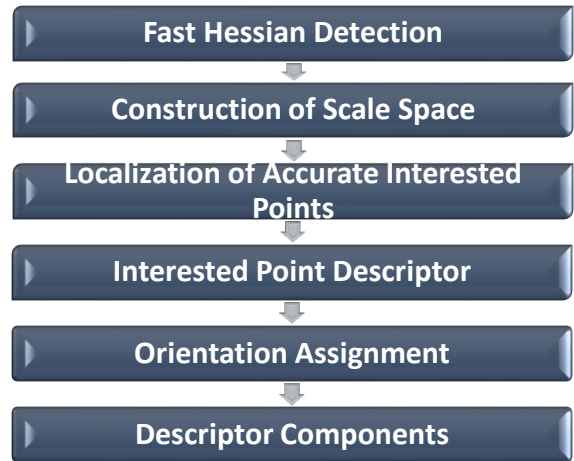 Fast Hessian Detection
Construction of Scale Space
Localization of Accurate Interested
Points
Interested Point Descriptor
Orientation Assignment
Descriptor Components